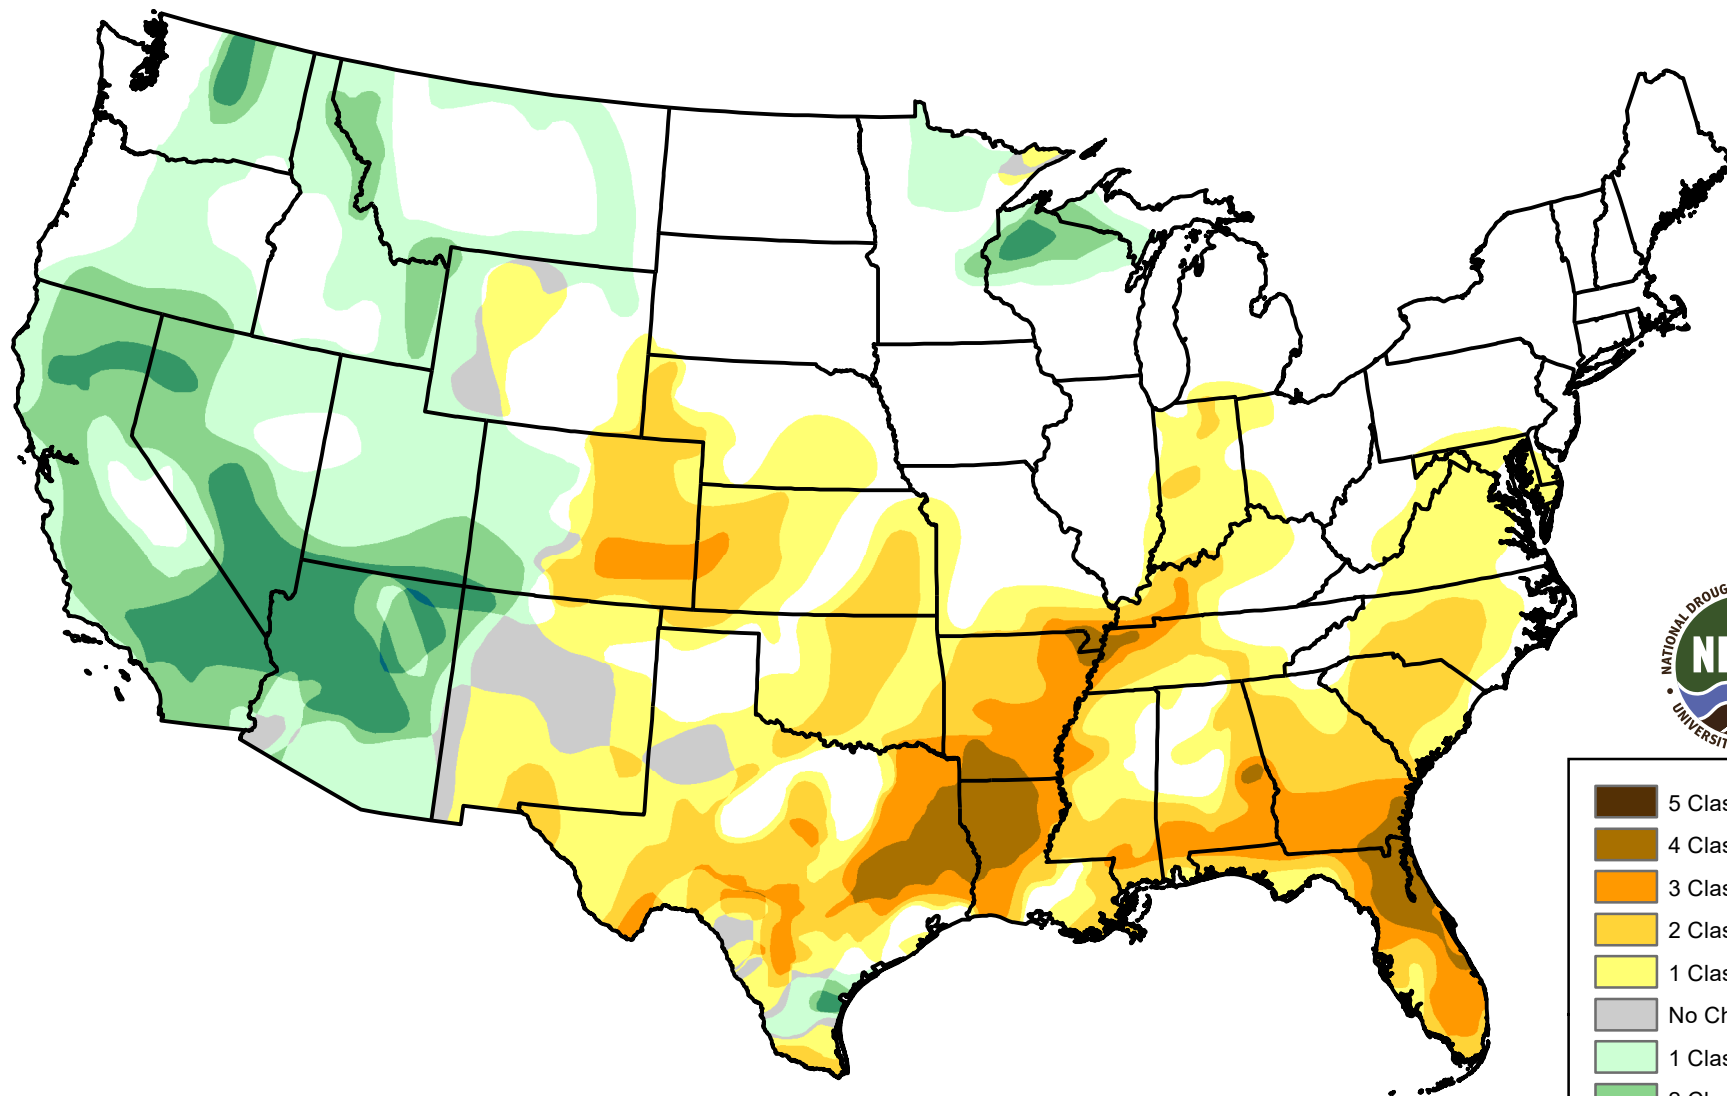 NATIONAL DROUG
N
UNIVERSIT
5 Clas
4 Clas
3 Clas
2 Clas
1 Clas
No Ch
1 Clas